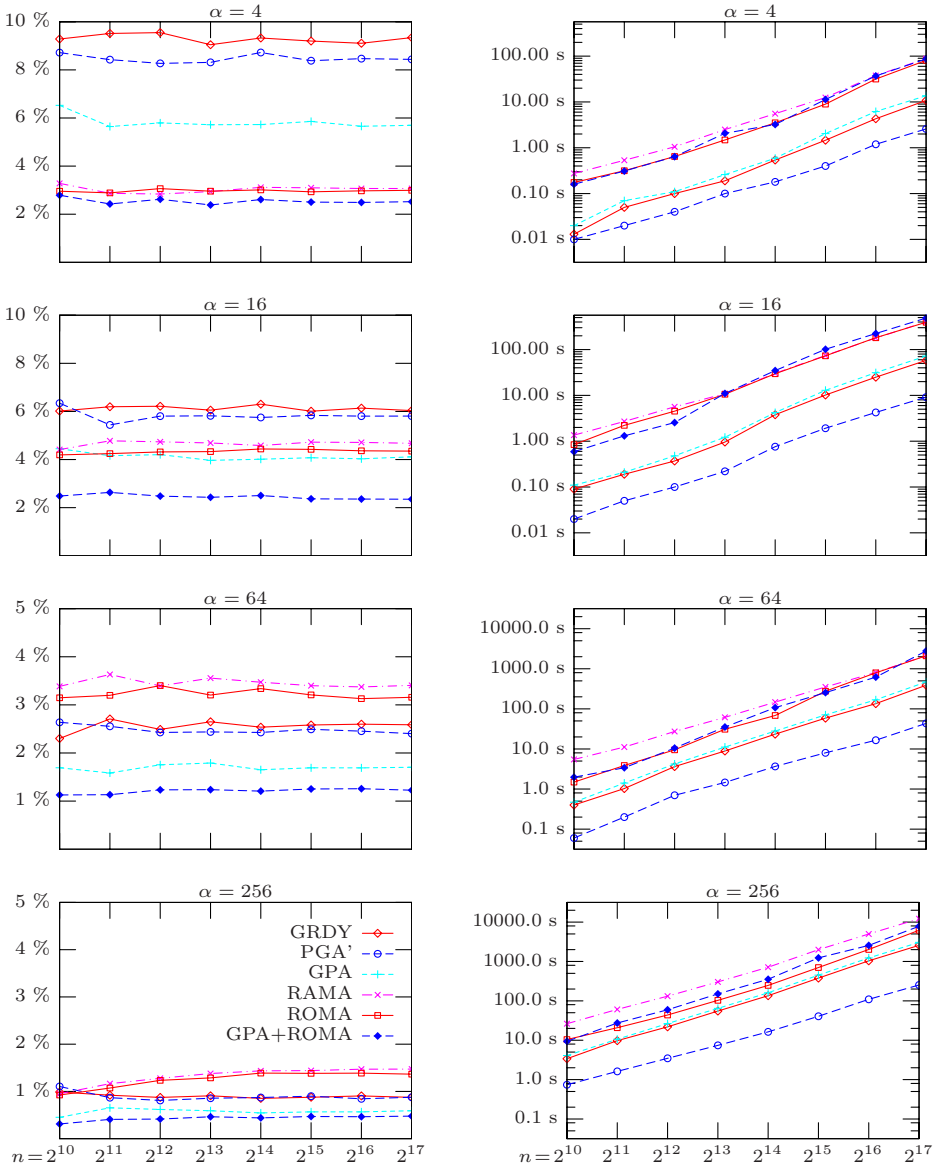 α = 4
10 %
8 %
6 %
4 %
2 %
α = 4
100.00 s
10.00 s
1.00 s
0.10 s
0.01 s
α = 16
10 %
8 %
6 %
4 %
2 %
α = 16
100.00 s
10.00 s
1.00 s
0.10 s
0.01 s
α = 64
5 %
4 %
3 %
2 %
1 %
α = 64
10000.0 s
1000.0 s
100.0 s
10.0 s
1.0 s
0.1 s
α = 256
5 %
4 %
3 %
2 %
1 %
GRDY
PGA'
GPA
RAMA
ROMA
GPA+ROMA
n=2^10 2^11 2^12 2^13 2^14 2^15 2^16 2^17
α = 256
10000.0 s
1000.0 s
100.0 s
10.0 s
1.0 s
0.1 s
n=2^10 2^11 2^12 2^13 2^14 2^15 2^16 2^17